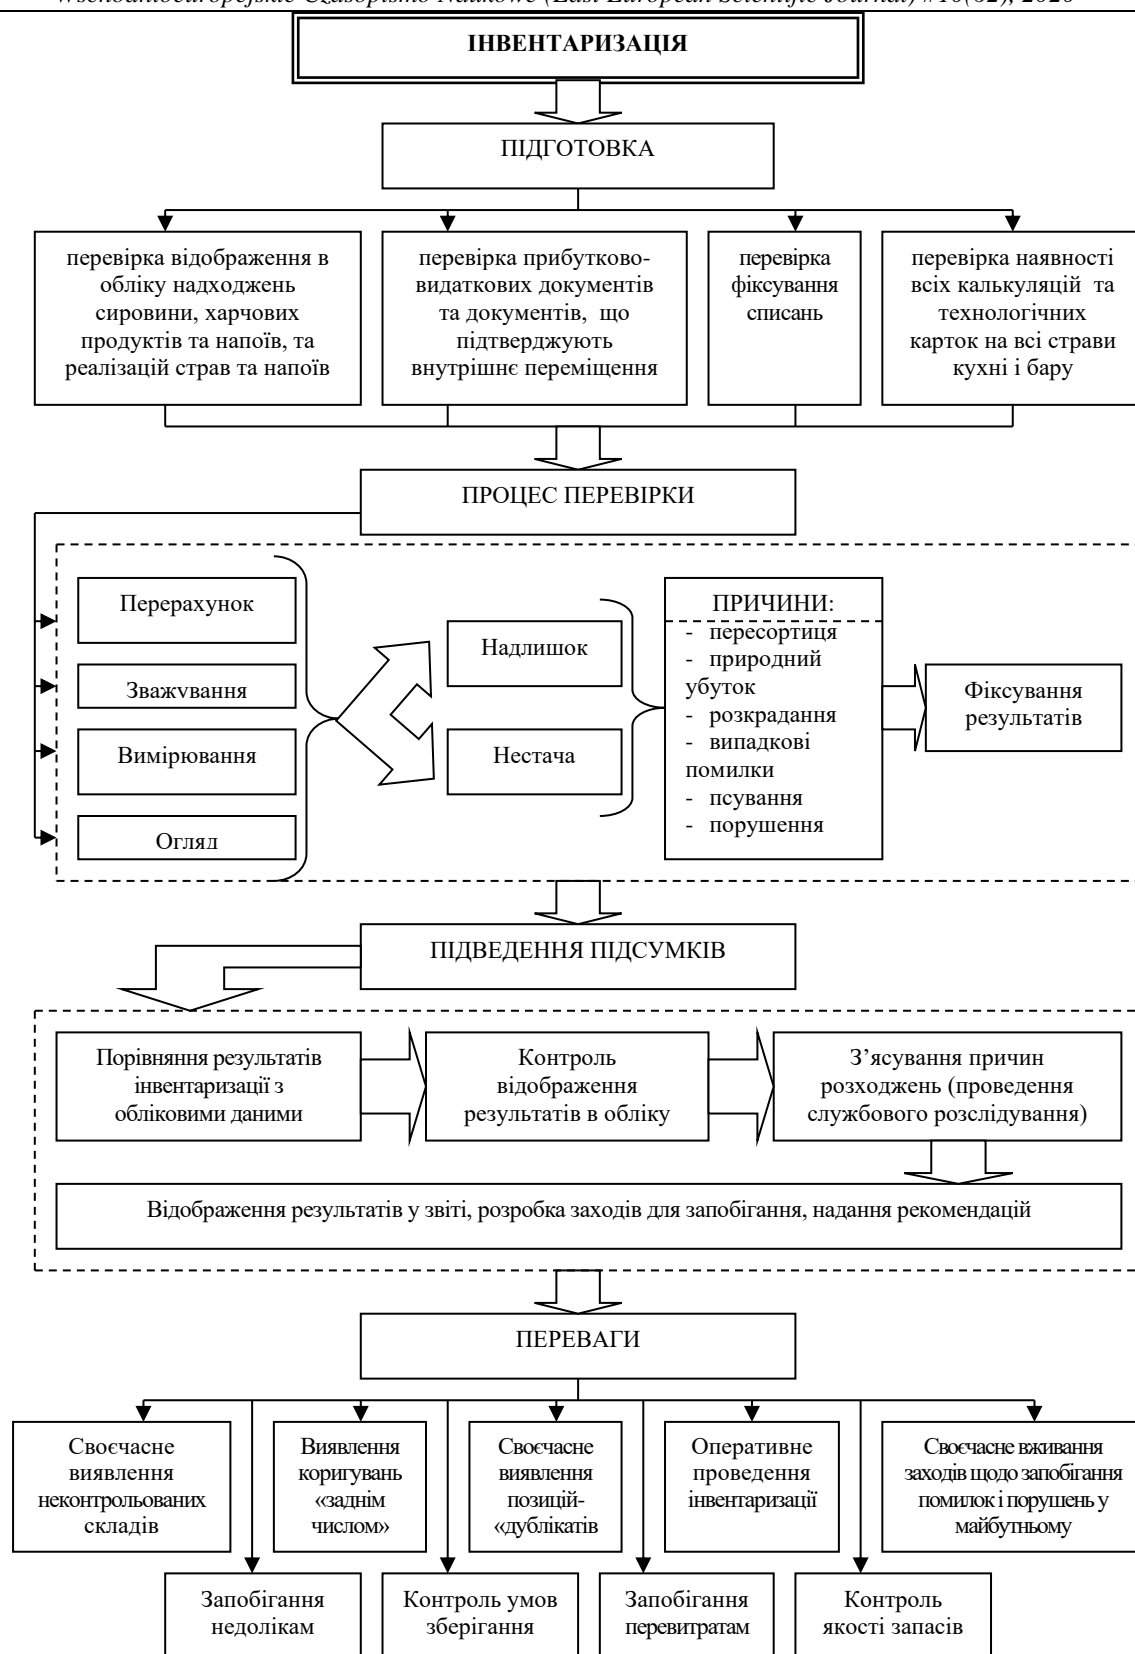 Wschodnioeuropejskie Czasopismo Naukowe (East European Scientific Journal) #10(62), 2020
ІНВЕНТАРИЗАЦІЯ
ПІДГОТОВКА
перевірка відображення в
обліку надходжень
сировини, харчових
продуктів та напоїв, та
реалізацій страв та напоїв
перевірка прибутково-
видаткових документів
та документів, що
підтверджують
внутрішнє переміщення
перевірка
фіксування
списань
перевірка наявності
всіх калькуляцій та
технологічних
карток на всі страви
кухні і бару
ПРОЦЕС ПЕРЕВІРКИ
Перерахунок
Зважування
Вимірювання
Огляд
Надлишок
Нестача
ПРИЧИНИ:
- пересортиця
- природний
убуток
- розкрадання
- випадкові
помилки
- псування
- порушення
Фіксування
результатів
ПІДВЕДЕННЯ ПІДСУМКІВ
Порівняння результатів
інвентаризації з
обліковими даними
Контроль
відображення
результатів в обліку
З’ясування причин
розходжень (проведення
службового розслідування)
Відображення результатів у звіті, розробка заходів для запобігання, надання рекомендацій
ПЕРЕВАГИ
Своєчасне
виявлення
неконтрольованих
складів
Виявлення
коригувань
«заднім
числом»
Своєчасне
виявлення
позицій-
«дублікатів
Оперативне
проведення
інвентаризації
Своєчасне вживання
заходів щодо запобігання
помилок і порушень у
майбутньому
Запобігання
недолікам
Контроль умов
зберігання
Запобігання
перевитратам
Контроль
якості запасів